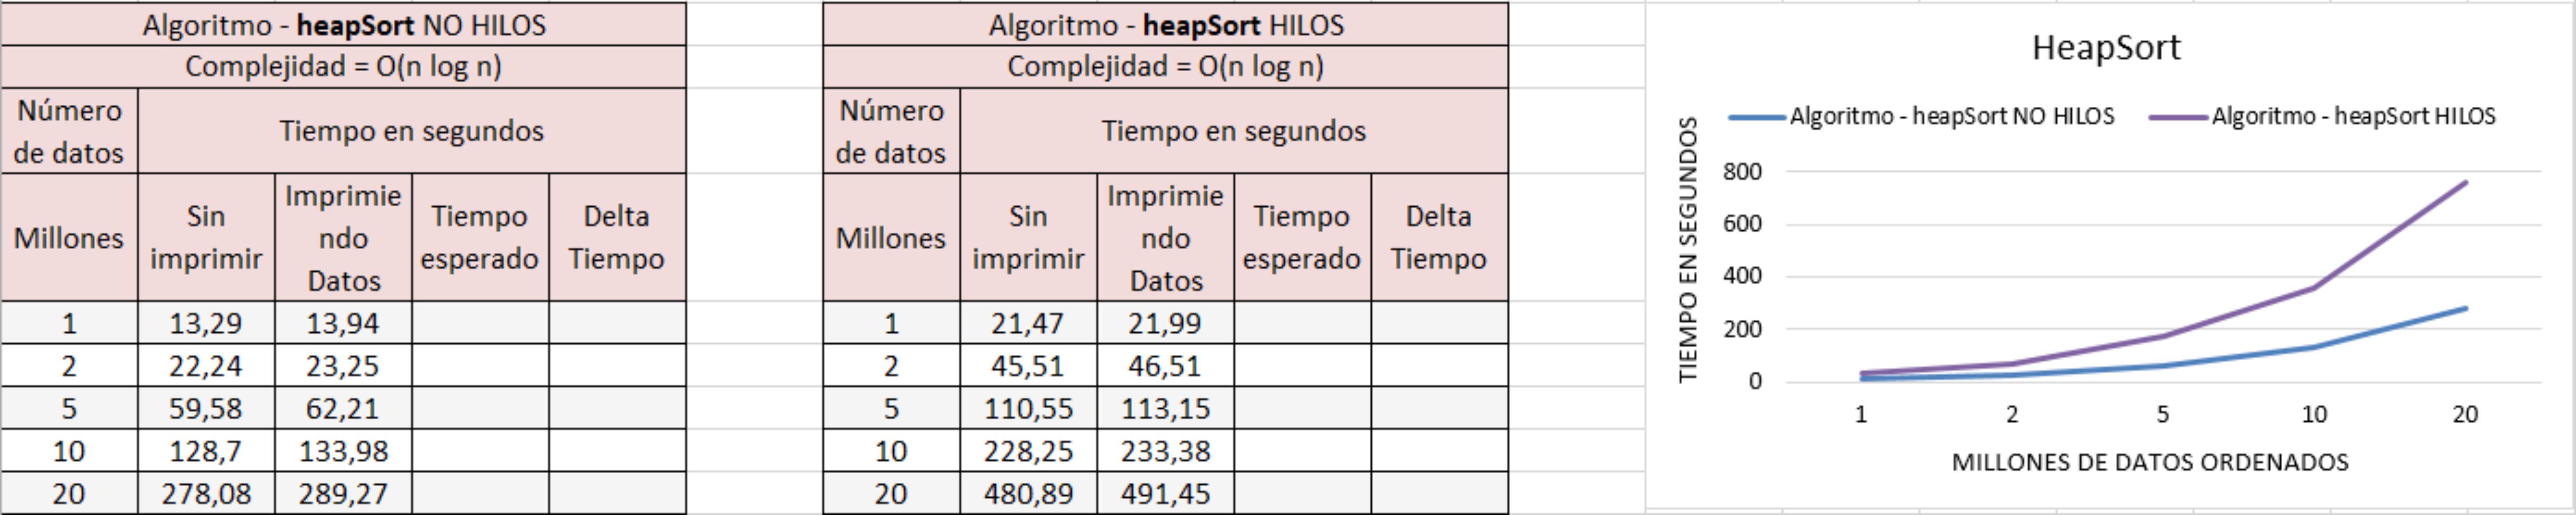 Algoritmo - heapSort NO HILOS
Complejidad = O(n log n)
Número
de datos
Tiempo en segundos
Millones
Sin
imprimir
Imprimie
ndo
Datos
Tiempo
esperado
Delta
Tiempo
1 13,29 13,94
2 22,24 23,25
5 59,58 62,21
10 128,7 133,98
20 278,08 289,27
Algoritmo - heapSort HILOS
Complejidad = O(n log n)
Número
de datos
Tiempo en segundos
Millones
Sin
imprimir
Imprimie
ndo
Datos
Tiempo
esperado
Delta
Tiempo
1 21,47 21,99
2 45,51 46,51
5 110,55 113,15
10 228,25 233,38
20 480,89 491,45
HeapSort
Algoritmo - heapSort NO HILOS
Algoritmo - heapSort HILOS
TIEMPO EN SEGUNDOS
800
600
400
200
0
1 2 5 10 20
MILLONES DE DATOS ORDENADOS